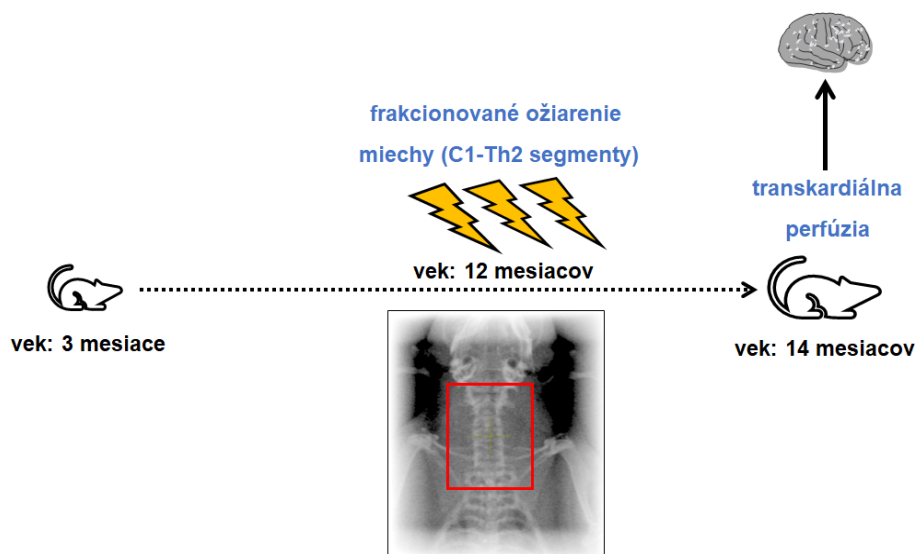 frakcionované ožiarenie
miechy (C1-Th2 segmenty)
transkardiálna
perfúzia
vek: 12 mesiacov
vek: 3 mesiace
vek: 14 mesiacov